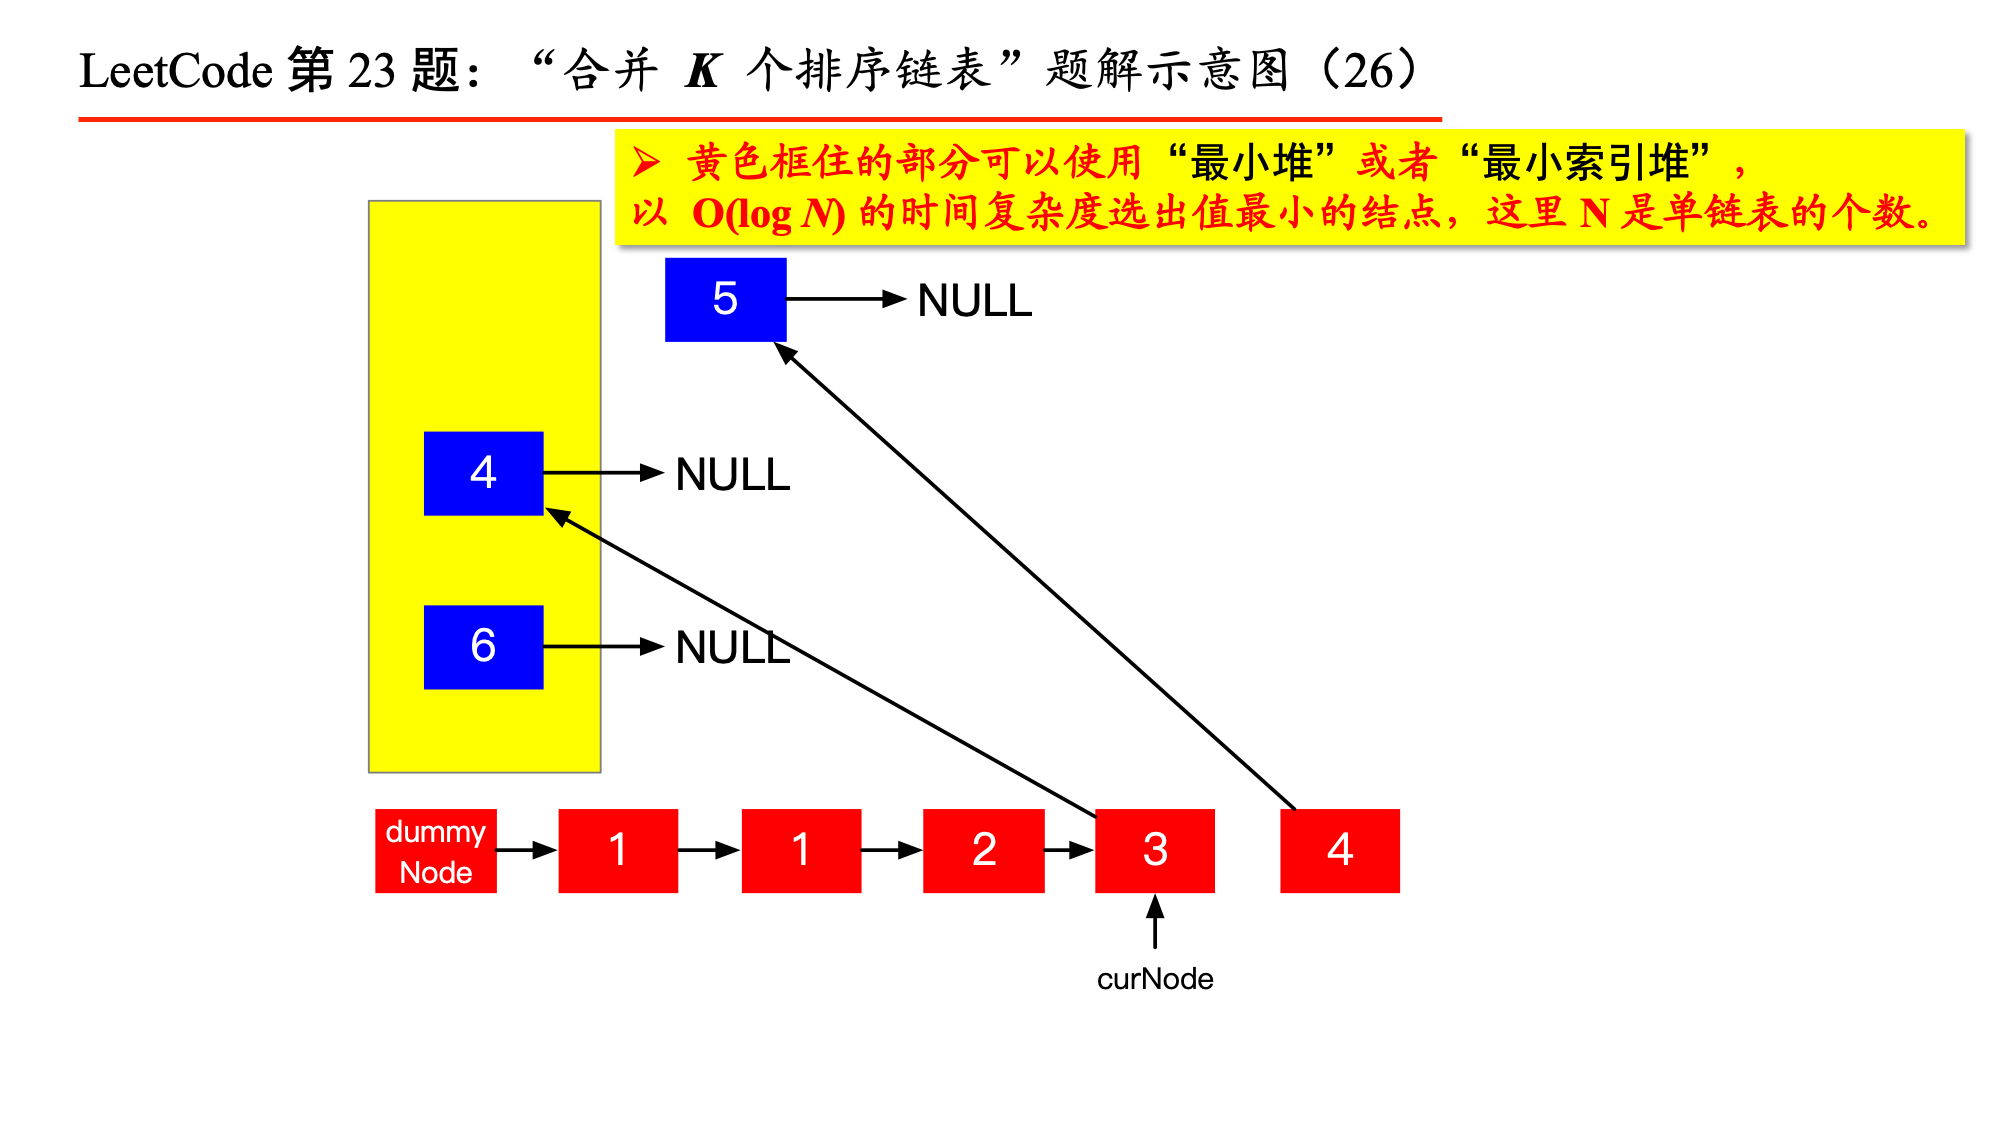 LeetCode 第 23 题：“合并 K 个排序链表”题解示意图（26）
➢ 黄色框住的部分可以使用“最小堆”或者“最小索引堆”，
以 O(log N) 的时间复杂度选出值最小的结点，这里 N 是单链表的个数。
5 NULL
4 NULL
6 NULL
dummy
Node
1 1 2 3 4
curNode